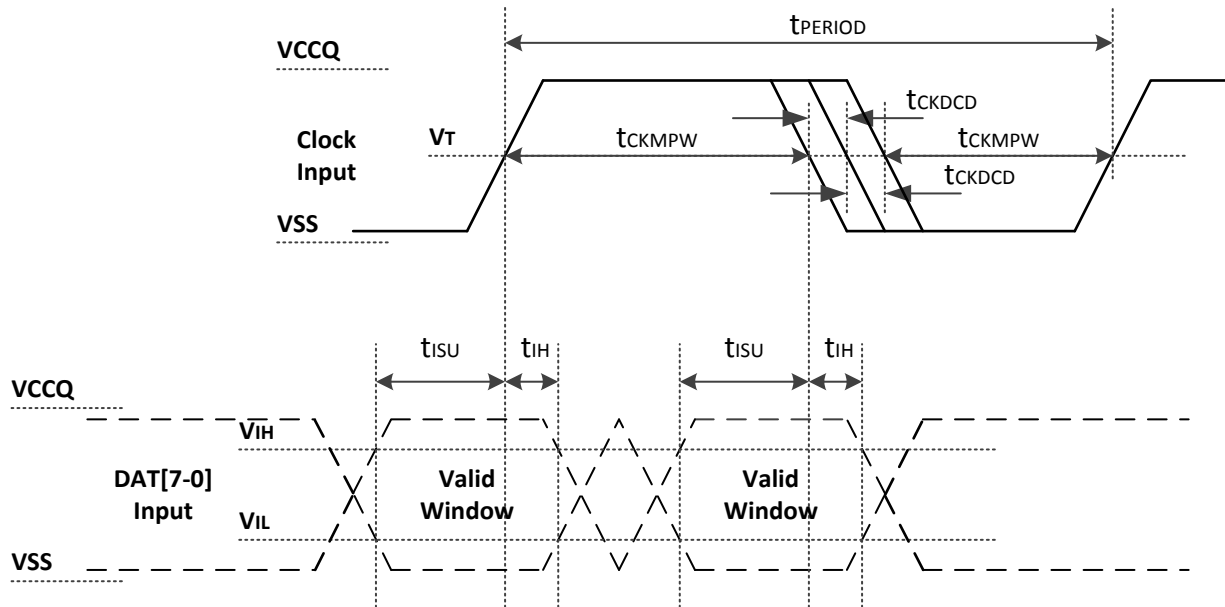 tPERIOD
VCCQ
tCKDCD
Clock
Input
VT
tCKMPW
tCKMPW
tCKDCD
VSS
tISU
tIH
tISU
tIH
VCCQ
VIH
DAT[7-0]
Input
Valid
Window
Valid
Window
VIL
VSS